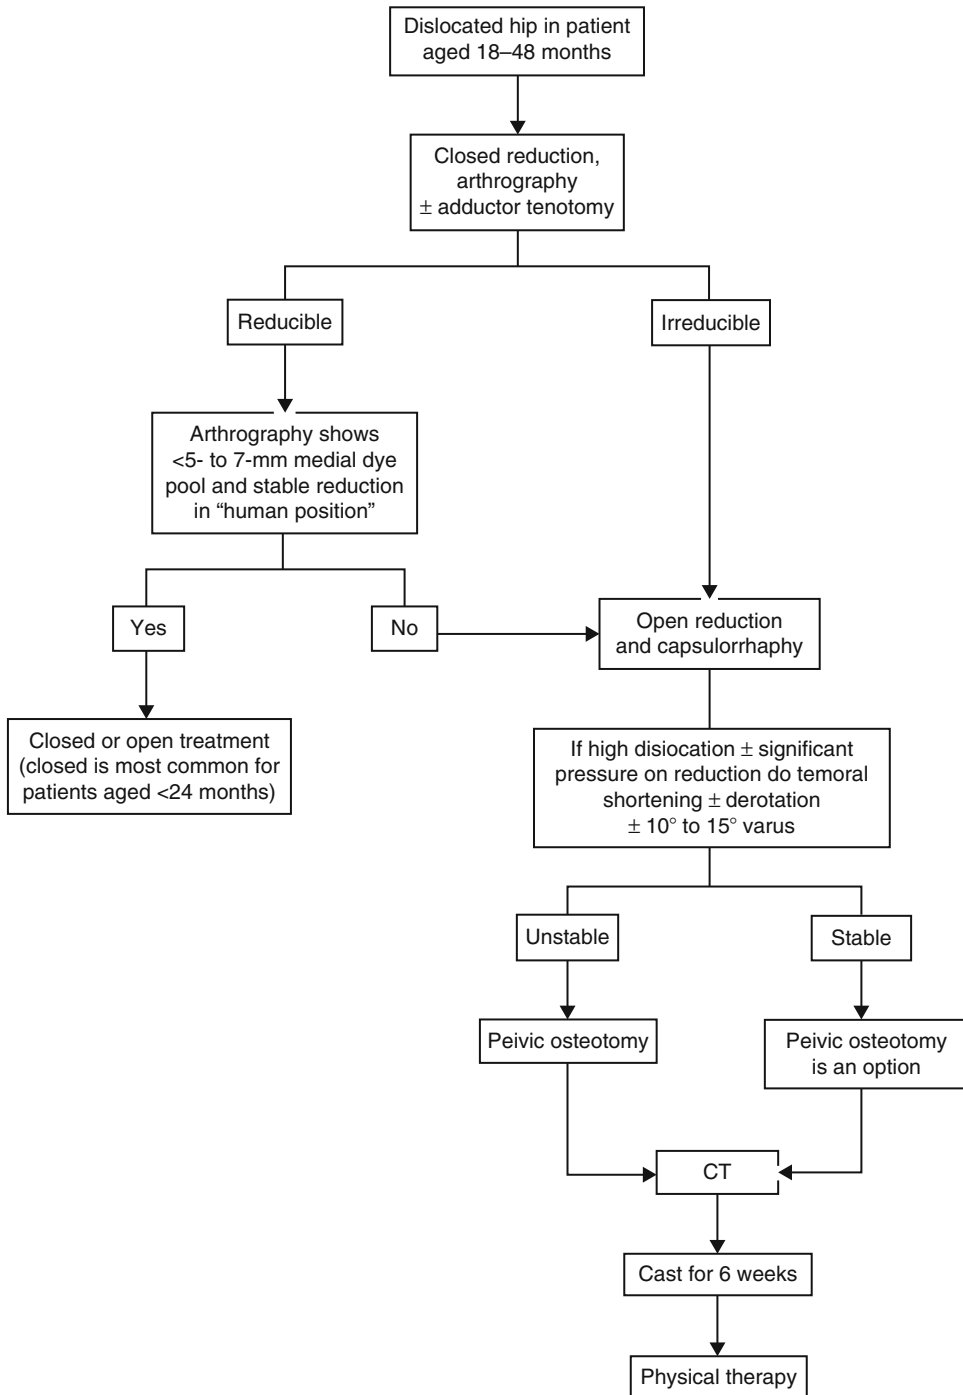 Dislocated hip in patient
aged 18–48 months
Closed reduction,
arthrography
± adductor tenotomy
Reducible
Irreducible
Arthrography shows
<5- to 7-mm medial dye
pool and stable reduction
in “human position”
Yes
No
Open reduction
and capsulorrhaphy
Closed or open treatment
(closed is most common for
patients aged <24 months)
If high disiocation ± significant
pressure on reduction do temoral
shortening ± derotation
± 10° to 15° varus
Unstable
Stable
Peivic osteotomy
Peivic osteotomy
is an option
CT
Cast for 6 weeks
Physical therapy